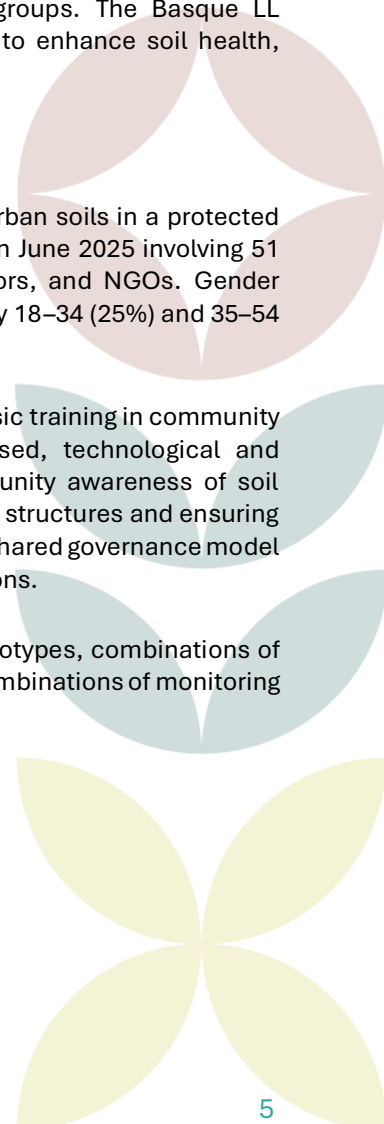 groups. The Basque LL
to enhance soil health,
rban soils in a protected
n June 2025 involving 51
ors, and NGOs. Gender
y 18–34 (25%) and 35–54
sic training in community
sed, technological and
unity awareness of soil
structures and ensuring
hared governance model
ons.
otypes, combinations of
mbinations of monitoring
5